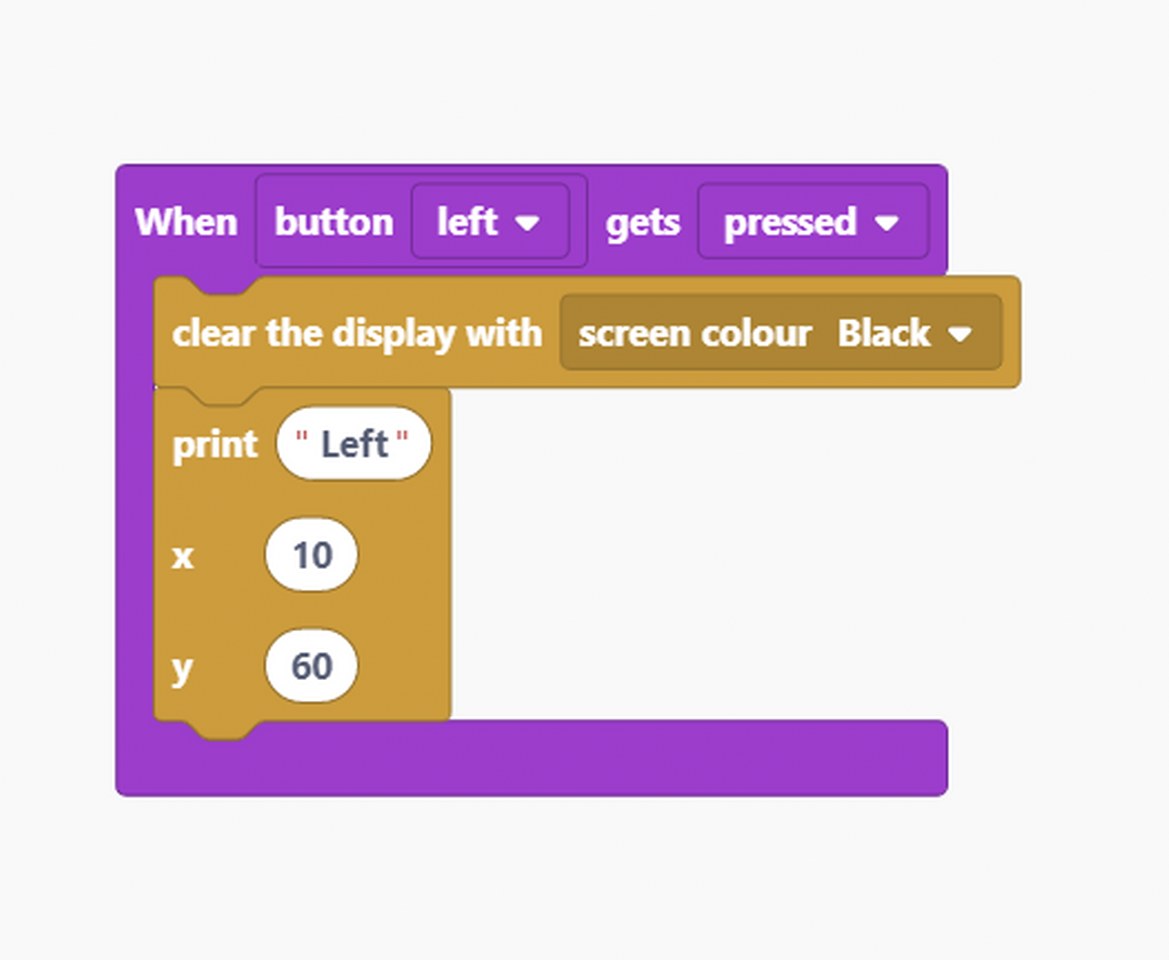 When button left gets pressed
clear the display with screen colour Black
print " Left "
x 10
y 60